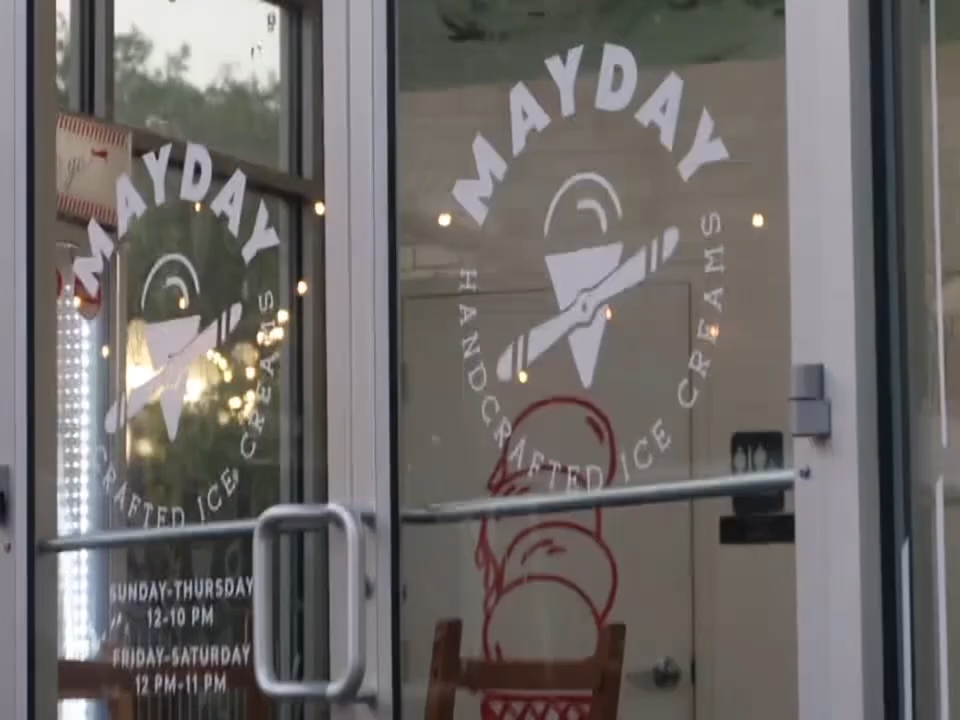 MAYDAY
CRAFTED ICE CREAMS
SUNDAY-THURSDAY
12-10 PM
FRIDAY-SATURDAY
12 PM-11 PM
MAYDAY
HANDCRAFTED ICE CREAMS